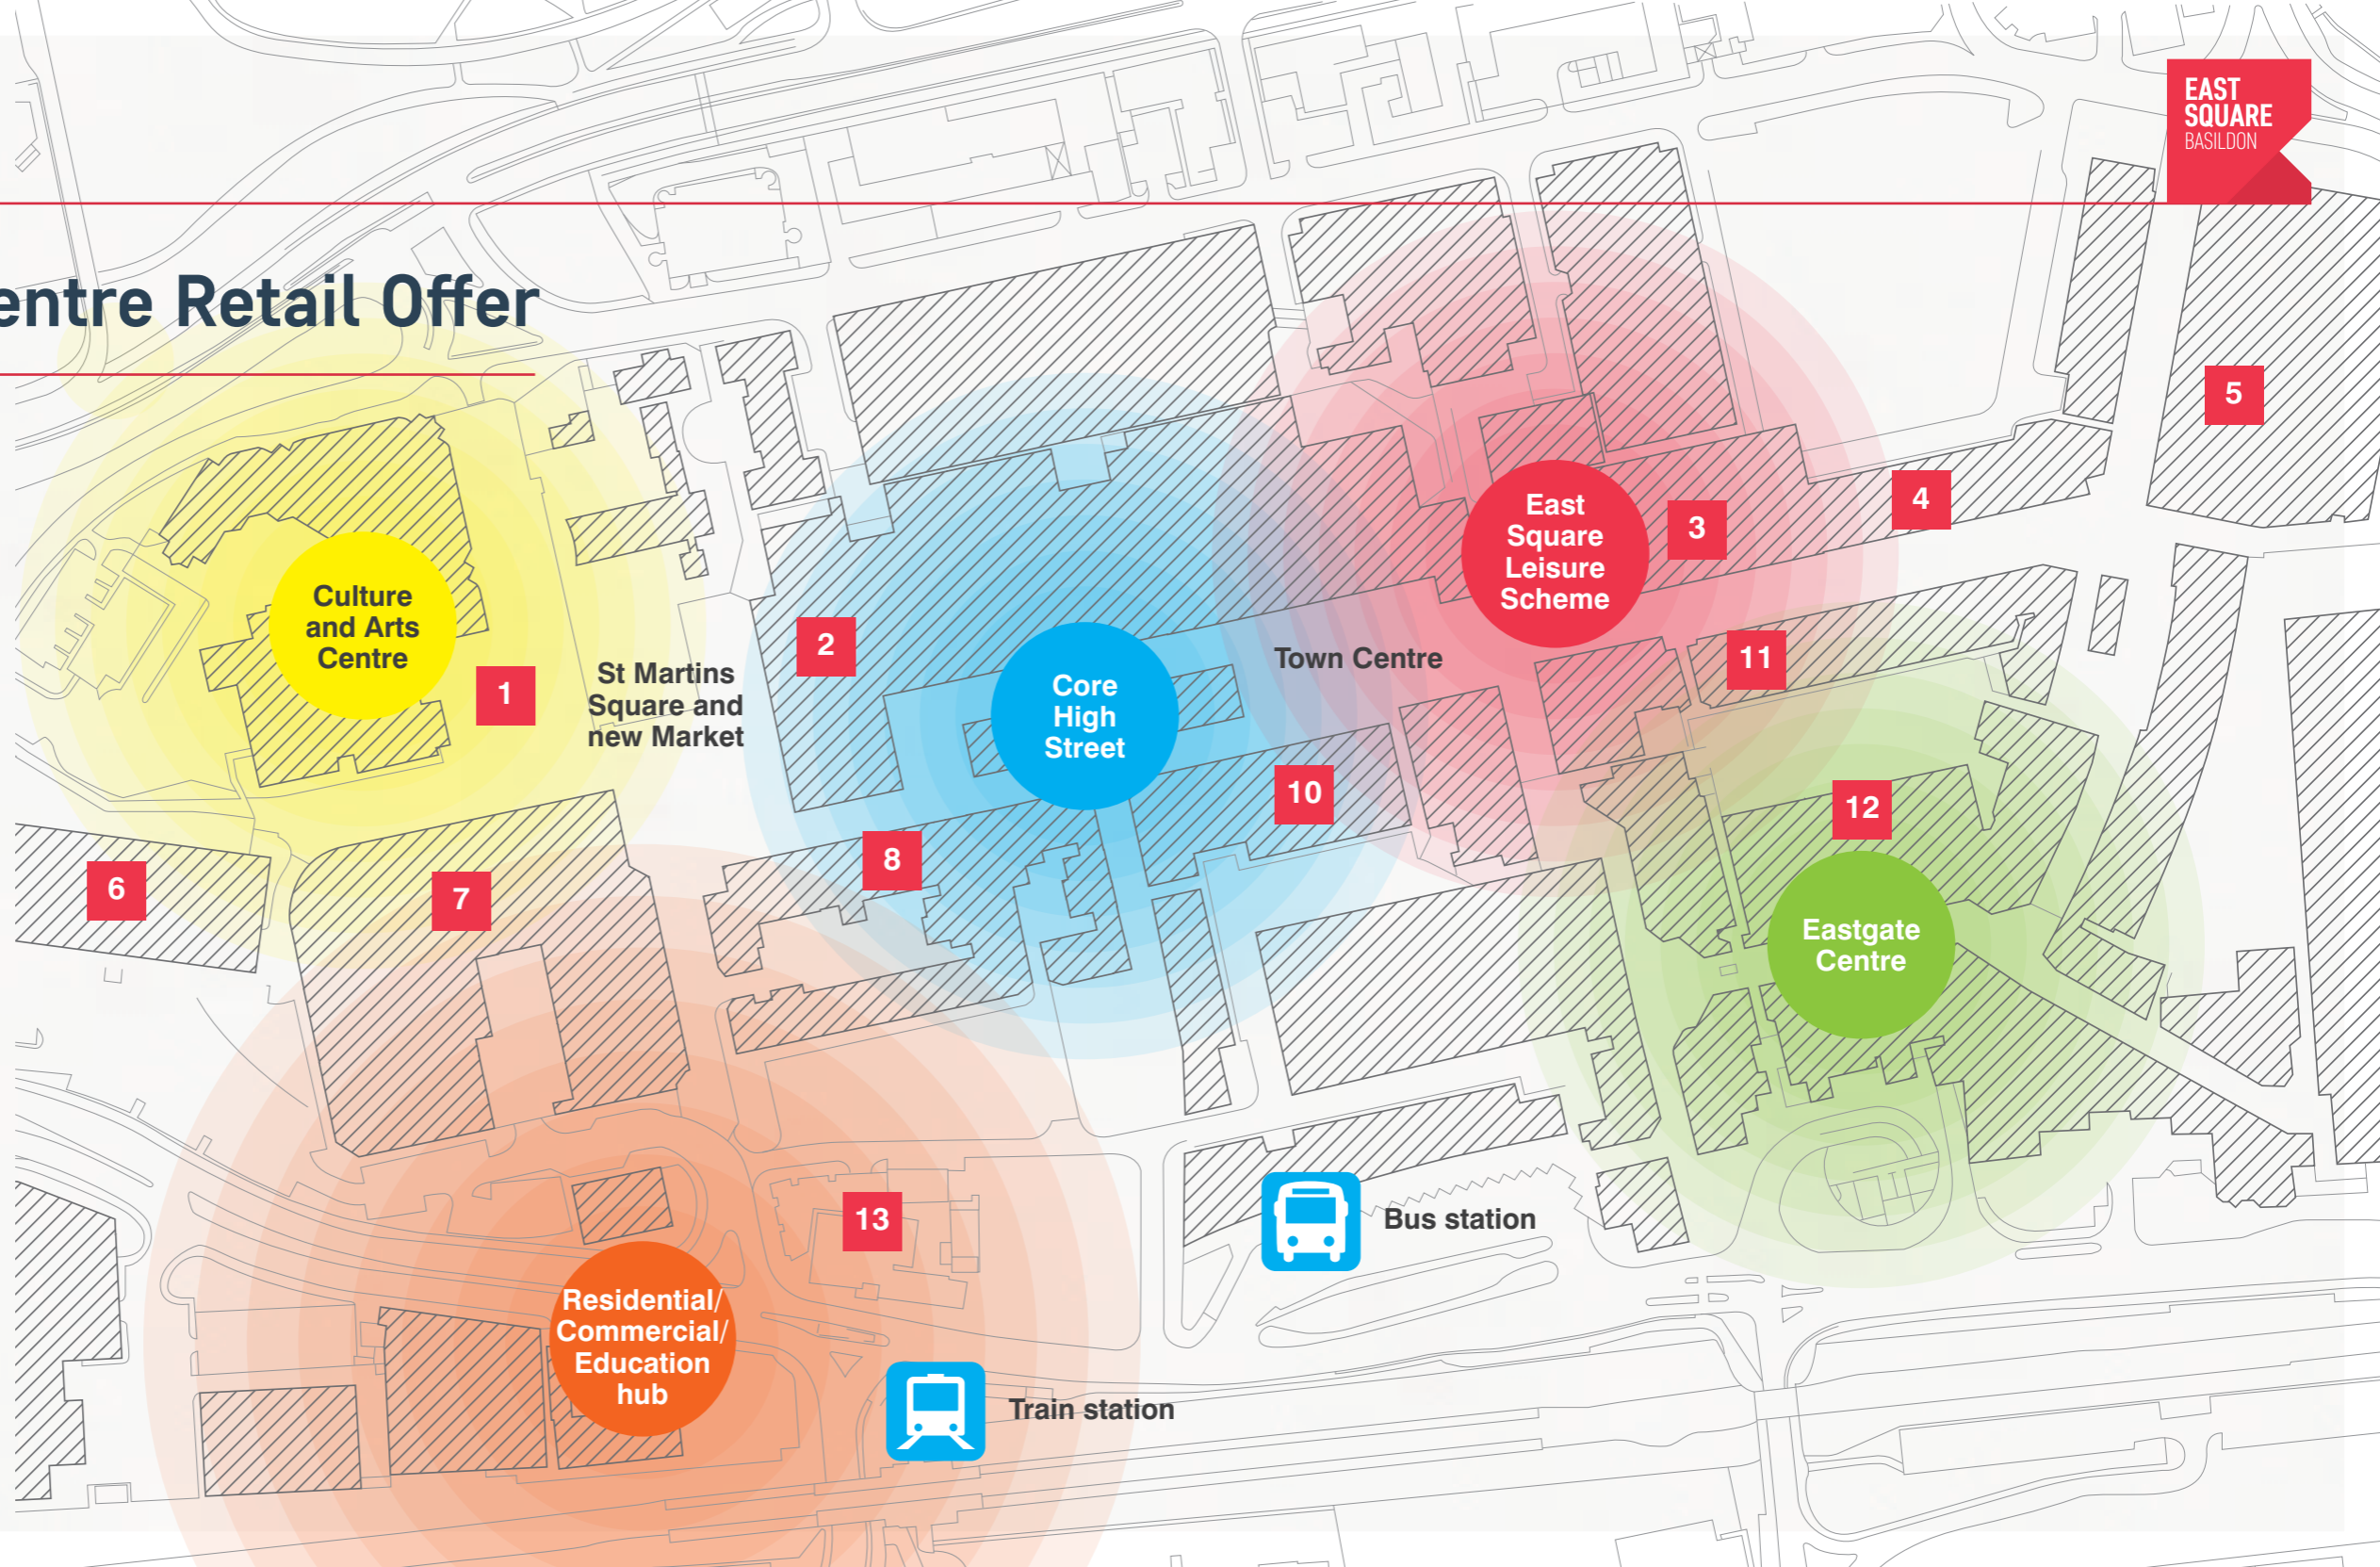 EAST
SQUARE
BASILDON
entre Retail Offer
5
4
3
East
Square
Leisure
Scheme
Culture
and Arts
Centre
1
St Martins
Square and
new Market
2
Core
High
Street
Town Centre
11
10
12
8
6
7
Eastgate
Centre
13
Bus station
Residential/
Commercial/
Education
hub
Train station